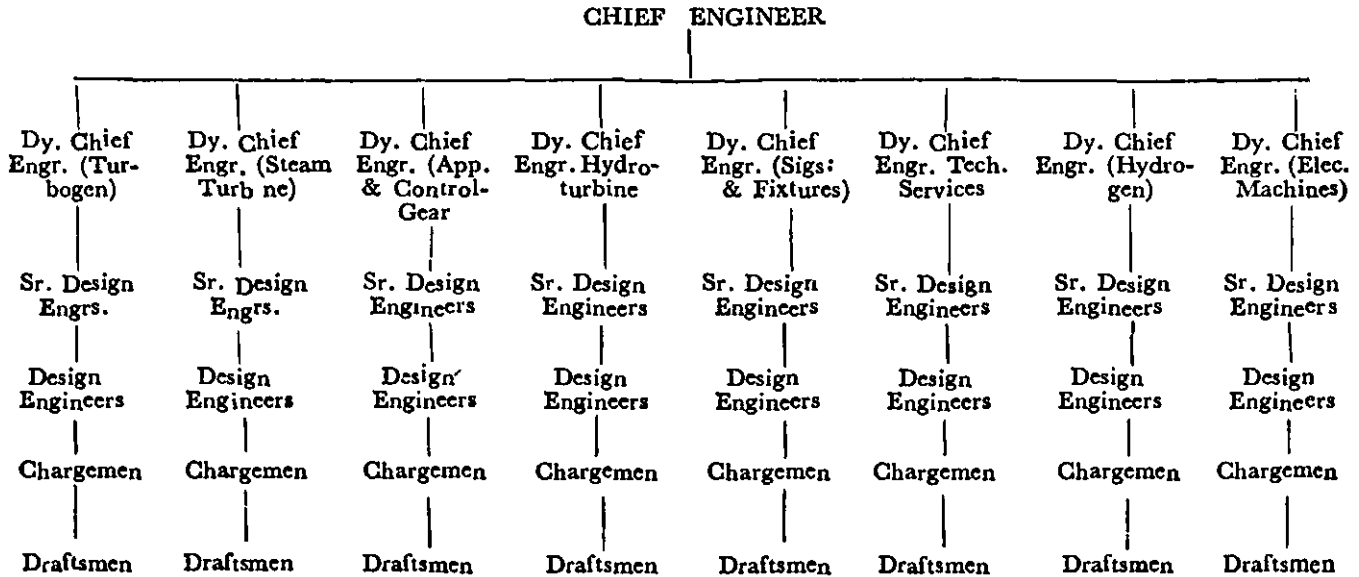 CHIEF ENGINEER
Dy. Chief
Engr. (Tur-
bogen)
Dy. Chief
Engr. (Steam
Turb ne)
Dy. Chief
Engr. (App.
& Control-
Gear
Dy. Chief
Engr. Hydro-
turbine
Dy. Chief
Engr. (Sigs:
& Fixtures)
Dy. Chief
Engr. Tech.
Services
Dy. Chief
Engr. (Hydro-
gen)
Dy. Chief
Engr. (Elec.
Machines)
Sr. Design
Engrs.
Sr. Design
Engrs.
Sr. Design
Engineers
Sr. Design
Engineers
Sr. Design
Engineers
Sr. Design
Engineers
Sr. Design
Engineers
Sr. Design
Engineers
Design
Engineers
Design
Engineers
Design
Engineers
Design
Engineers
Design
Engineers
Design
Engineers
Design
Engineers
Design
Engineers
Chargemen Chargemen Chargemen Chargemen Chargemen Chargemen Chargemen Chargemen
Draftsmen Draftsmen Draftsmen Draftsmen Draftsmen Draftsmen Draftsmen Draftsmen